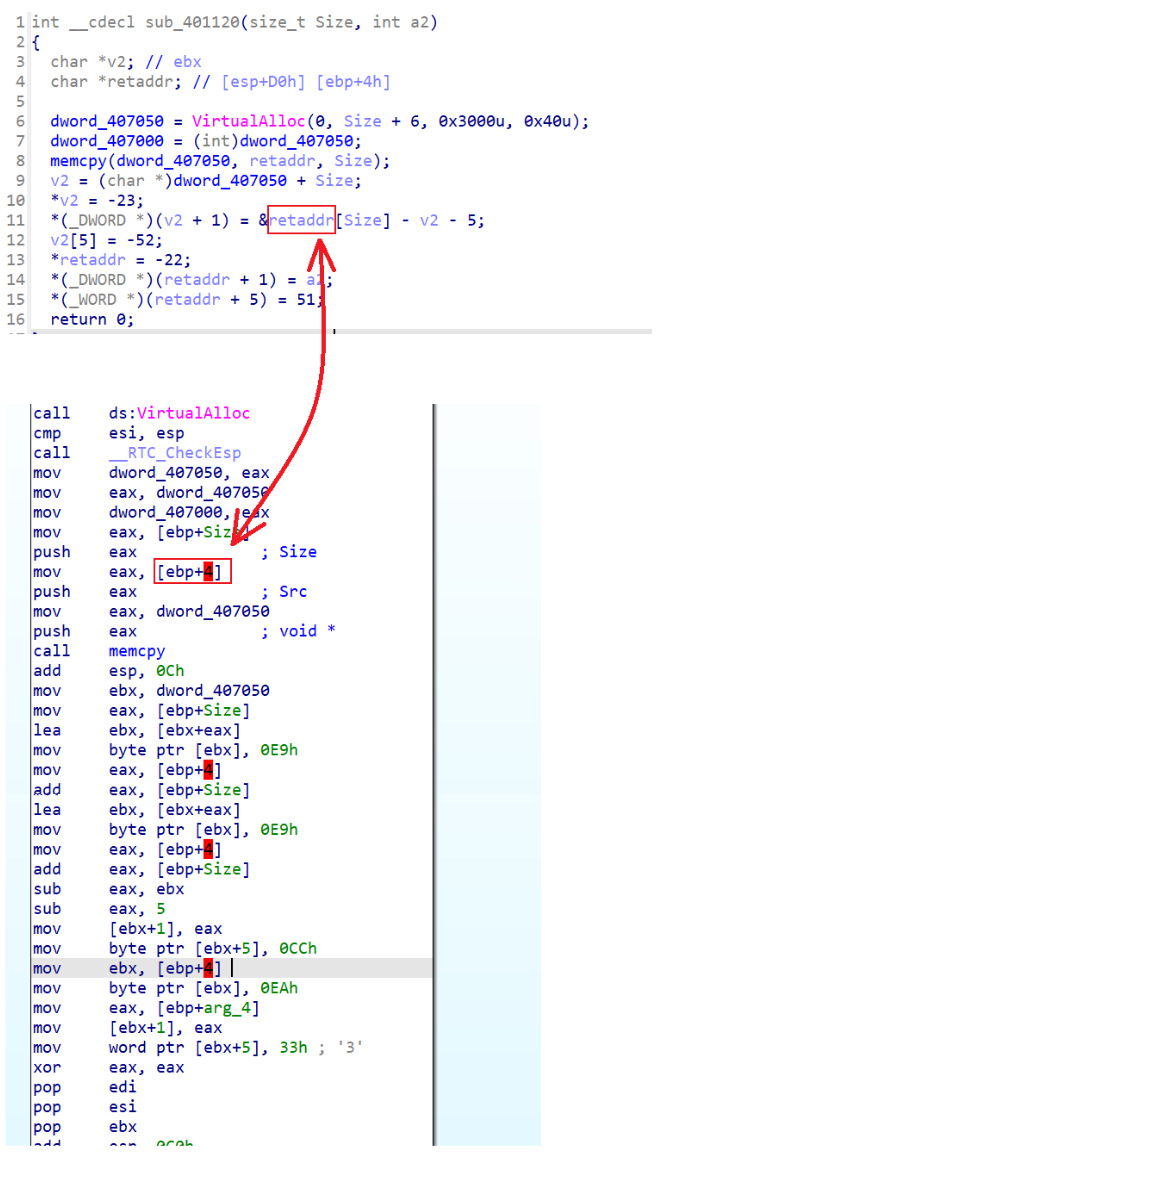 1 int __cdecl sub_401120(size_t Size, int a2)
2 {
3 char *v2; // ebx
4 char *retaddr; // [esp+D0h] [ebp+4h]
5
6 dword_407050 = VirtualAlloc(0, Size + 6, 0x3000u, 0x40u);
7 dword_407000 = (int)dword_407050;
8 memcpy(dword_407050, retaddr, Size);
9 v2 = (char *)dword_407050 + Size;
10 *v2 = -23;
11 *(_DWORD *)(v2 + 1) = &retaddr[Size] - v2 - 5;
12 v2[5] = -52;
13 *retaddr = -22;
14 *(_DWORD *)(retaddr + 1) = a2;
15 *(_WORD *)(retaddr + 5) = 51;
16 return 0;
call ds:VirtualAlloc
cmp esi, esp
call __RTC_CheckEsp
mov dword_407050, eax
mov eax, dword_407050
mov dword_407000, eax
mov eax, [ebp+Size]
push eax ; Size
mov eax, [ebp+4]
push eax ; Src
mov eax, dword_407050
push eax ; void *
call memcpy
add esp, 0Ch
mov ebx, dword_407050
mov eax, [ebp+Size]
lea ebx, [ebx+eax]
mov byte ptr [ebx], 0E9h
mov eax, [ebp+4]
add eax, [ebp+Size]
lea ebx, [ebx+eax]
mov byte ptr [ebx], 0E9h
mov eax, [ebp+4]
add eax, [ebp+Size]
sub eax, ebx
sub eax, 5
mov [ebx+1], eax
mov byte ptr [ebx+5], 0CCh
mov ebx, [ebp+4]
mov byte ptr [ebx], 0EAh
mov eax, [ebp+arg_4]
mov [ebx+1], eax
mov word ptr [ebx+5], 33h ; '3'
xor eax, eax
pop edi
pop esi
pop ebx
add esp, 0C0h